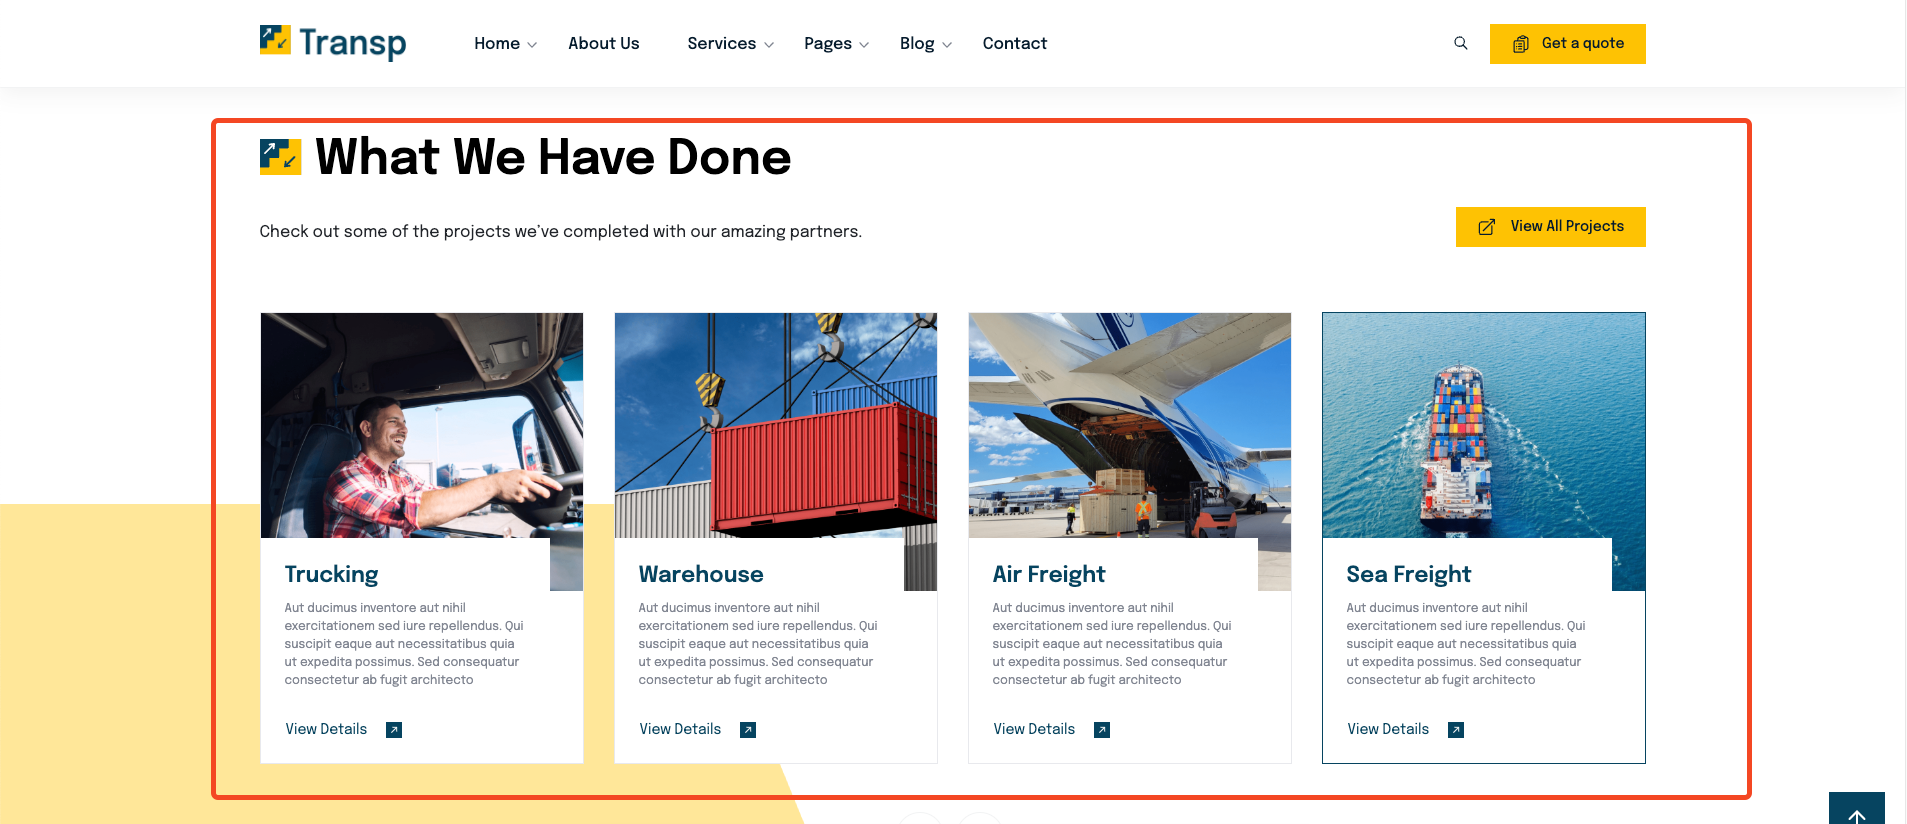 Transp
Home
About Us
Services
Pages
Blog
Contact
Get a quote
What We Have Done
Check out some of the projects we’ve completed with our amazing partners.
View All Projects
Trucking
Aut ducimus inventore aut nihil
exercitationem sed iure repellendus. Qui
suscipit eaque aut necessitatibus quia
ut expedita possimus. Sed consequatur
consectetur ab fugit architecto
View Details
Warehouse
Aut ducimus inventore aut nihil
exercitationem sed iure repellendus. Qui
suscipit eaque aut necessitatibus quia
ut expedita possimus. Sed consequatur
consectetur ab fugit architecto
View Details
Air Freight
Aut ducimus inventore aut nihil
exercitationem sed iure repellendus. Qui
suscipit eaque aut necessitatibus quia
ut expedita possimus. Sed consequatur
consectetur ab fugit architecto
View Details
Sea Freight
Aut ducimus inventore aut nihil
exercitationem sed iure repellendus. Qui
suscipit eaque aut necessitatibus quia
ut expedita possimus. Sed consequatur
consectetur ab fugit architecto
View Details